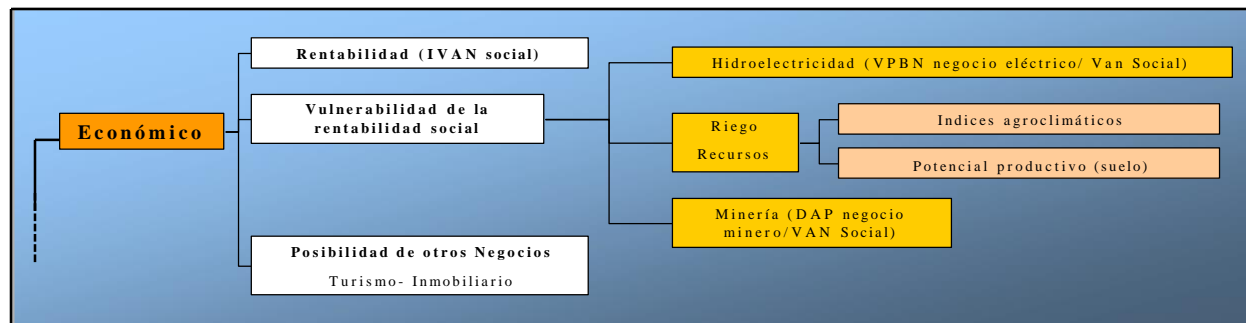 Económico
Rentabilidad (IVAN social)
Vulnerabilidad de la
rentabilidad social
Posibilidad de otros Negocios
Turismo- Inmobiliario
Hidroelectricidad (VPBN negocio eléctrico/ Van Social)
Riego
Recursos
Indices agroclimáticos
Potencial productivo (suelo)
Minería (DAP negocio
minero/VAN Social)